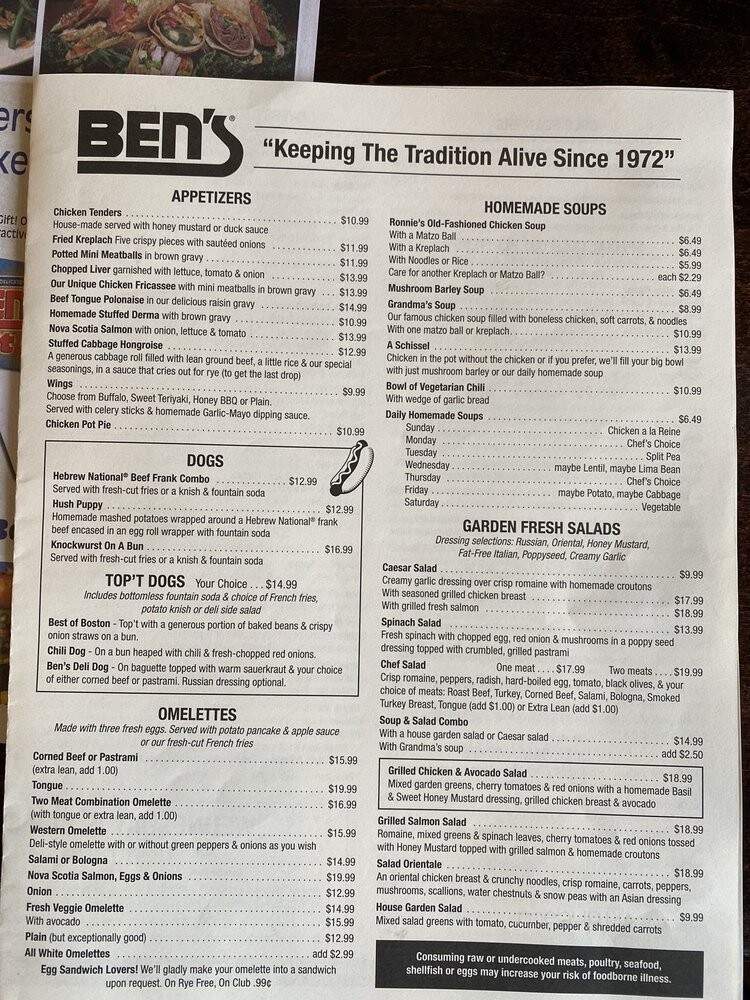 BEN'S®
"Keeping The Tradition Alive Since 1972"
APPETIZERS
Chicken Tenders $10.99
House-made served with honey mustard or duck sauce
Fried Kreplach Five crispy pieces with sautéed onions $11.99
Potted Mini Meatballs in brown gravy $11.99
Chopped Liver garnished with lettuce, tomato & onion $13.99
Our Unique Chicken Fricassee with mini meatballs in brown gravy $13.99
Beef Tongue Polonaise in our delicious raisin gravy $14.99
Homemade Stuffed Derma with brown gravy $10.99
Nova Scotia Salmon with onion, lettuce & tomato $13.99
Stuffed Cabbage Hongroise $12.99
A generous cabbage roll filled with lean ground beef, a little rice & our special
seasonings, in a sauce that cries out for rye (to get the last drop)
Wings $9.99
Choose from Buffalo, Sweet Teriyaki, Honey BBQ or Plain.
Served with celery sticks & homemade Garlic-Mayo dipping sauce.
Chicken Pot Pie $10.99
DOGS
Hebrew National® Beef Frank Combo $12.99
Served with fresh-cut fries or a knish & fountain soda
Hush Puppy $12.99
Homemade mashed potatoes wrapped around a Hebrew National® frank
beef encased in an egg roll wrapper with fountain soda
Knockwurst On A Bun $16.99
Served with fresh-cut fries or a knish & fountain soda
TOP'T DOGS Your Choice . . . $14.99
Includes bottomless fountain soda & choice of French fries,
potato knish or deli side salad
Best of Boston - Top't with a generous portion of baked beans & crispy
onion straws on a bun.
Chili Dog - On a bun heaped with chili & fresh-chopped red onions.
Ben's Deli Dog - On baguette topped with warm sauerkraut & your choice
of either corned beef or pastrami. Russian dressing optional.
OMELETTES
Made with three fresh eggs. Served with potato pancake & apple sauce
or our fresh-cut French fries
Corned Beef or Pastrami $15.99
(extra lean, add 1.00)
Tongue $19.99
Two Meat Combination Omelette $16.99
(with tongue or extra lean, add 1.00)
Western Omelette $15.99
Deli-style omelette with or without green peppers & onions as you wish
Salami or Bologna $14.99
Nova Scotia Salmon, Eggs & Onions $19.99
Onion $12.99
Fresh Veggie Omelette $14.99
With avocado $15.99
Plain (but exceptionally good) $12.99
All White Omelettes add $2.99
Egg Sandwich Lovers! We'll gladly make your omelette into a sandwich
upon request. On Rye Free, On Club .99¢
HOMEMADE SOUPS
Ronnie's Old-Fashioned Chicken Soup
With a Matzo Ball $6.49
With a Kreplach $6.49
With Noodles or Rice $5.99
Care for another Kreplach or Matzo Ball? each $2.29
Mushroom Barley Soup $6.49
Grandma's Soup $8.99
Our famous chicken soup filled with boneless chicken, soft carrots, & noodles
With one matzo ball or kreplach $10.99
A Schissel $13.99
Chicken in the pot without the chicken or if you prefer, we'll fill your big bowl
with just mushroom barley or our daily homemade soup
Bowl of Vegetarian Chili $10.99
With wedge of garlic bread
Daily Homemade Soups $6.49
Sunday Chicken a la Reine
Monday Chef's Choice
Tuesday Split Pea
Wednesday maybe Lentil, maybe Lima Bean
Thursday Chef's Choice
Friday maybe Potato, maybe Cabbage
Saturday Vegetable
GARDEN FRESH SALADS
Dressing selections: Russian, Oriental, Honey Mustard,
Fat-Free Italian, Poppyseed, Creamy Garlic
Caesar Salad $9.99
Creamy garlic dressing over crisp romaine with homemade croutons
With seasoned grilled chicken breast $17.99
With grilled fresh salmon $18.99
Spinach Salad $13.99
Fresh spinach with chopped egg, red onion & mushrooms in a poppy seed
dressing topped with crumbled, grilled pastrami
Chef Salad One meat . . . . $17.99 Two meats . . . . $19.99
Crisp romaine, peppers, radish, hard-boiled egg, tomato, black olives, & your
choice of meats: Roast Beef, Turkey, Corned Beef, Salami, Bologna, Smoked
Turkey Breast, Tongue (add $1.00) or Extra Lean (add $1.00)
Soup & Salad Combo
With a house garden salad or Caesar salad $14.99
With Grandma's soup add $2.50
Grilled Chicken & Avocado Salad $18.99
Mixed garden greens, cherry tomatoes & red onions with a homemade Basil
& Sweet Honey Mustard dressing, grilled chicken breast & avocado
Grilled Salmon Salad $18.99
Romaine, mixed greens & spinach leaves, cherry tomatoes & red onions tossed
with Honey Mustard topped with grilled salmon & homemade croutons
Salad Orientale $18.99
An oriental chicken breast & crunchy noodles, crisp romaine, carrots, peppers,
mushrooms, scallions, water chestnuts & snow peas with an Asian dressing
House Garden Salad $9.99
Mixed salad greens with tomato, cucumber, pepper & shredded carrots
Consuming raw or undercooked meats, poultry, seafood,
shellfish or eggs may increase your risk of foodborne illness.